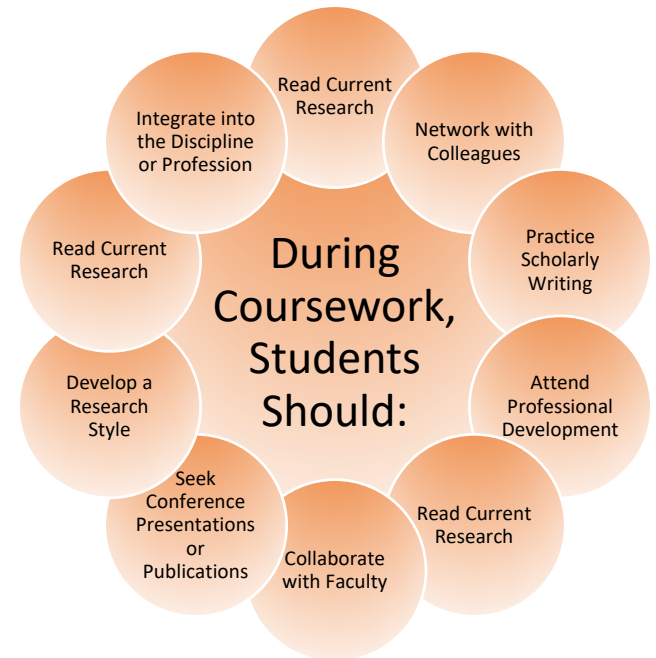 During
Coursework,
Students
Should:
Read Current
Research
Network with
Colleagues
Practice
Scholarly
Writing
Attend
Professional
Development
Read Current
Research
Collaborate
with Faculty
Seek
Conference
Presentations
or
Publications
Develop a
Research
Style
Read Current
Research
Integrate into
the Discipline
or Profession